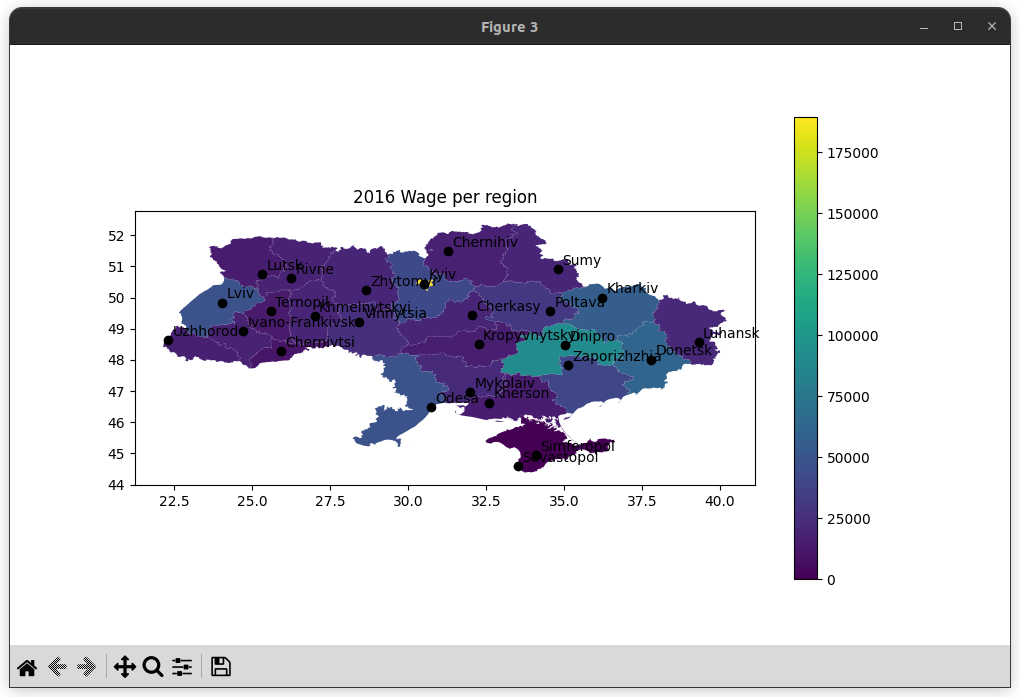 Figure 3
2016 Wage per region
52
51
50
49
48
47
46
45
44
22.5
25.0
27.5
30.0
32.5
35.0
37.5
40.0
Chernihiv
Sumy
Lutsk
Rivne
Kyiv
Zhytomyr
Kharkiv
Lviv
Ternopil
Khmelnytskyi
Vinnytsia
Cherkasy
Poltava
Uzhhorod
Ivano-Frankivsk
Chernivtsi
Kropyvnytskyi
Dnipro
Luhansk
Zaporizhzhia
Donetsk
Mykolaiv
Kherson
Odesa
Simferopol
Sevastopol
175000
150000
125000
100000
75000
50000
25000
0